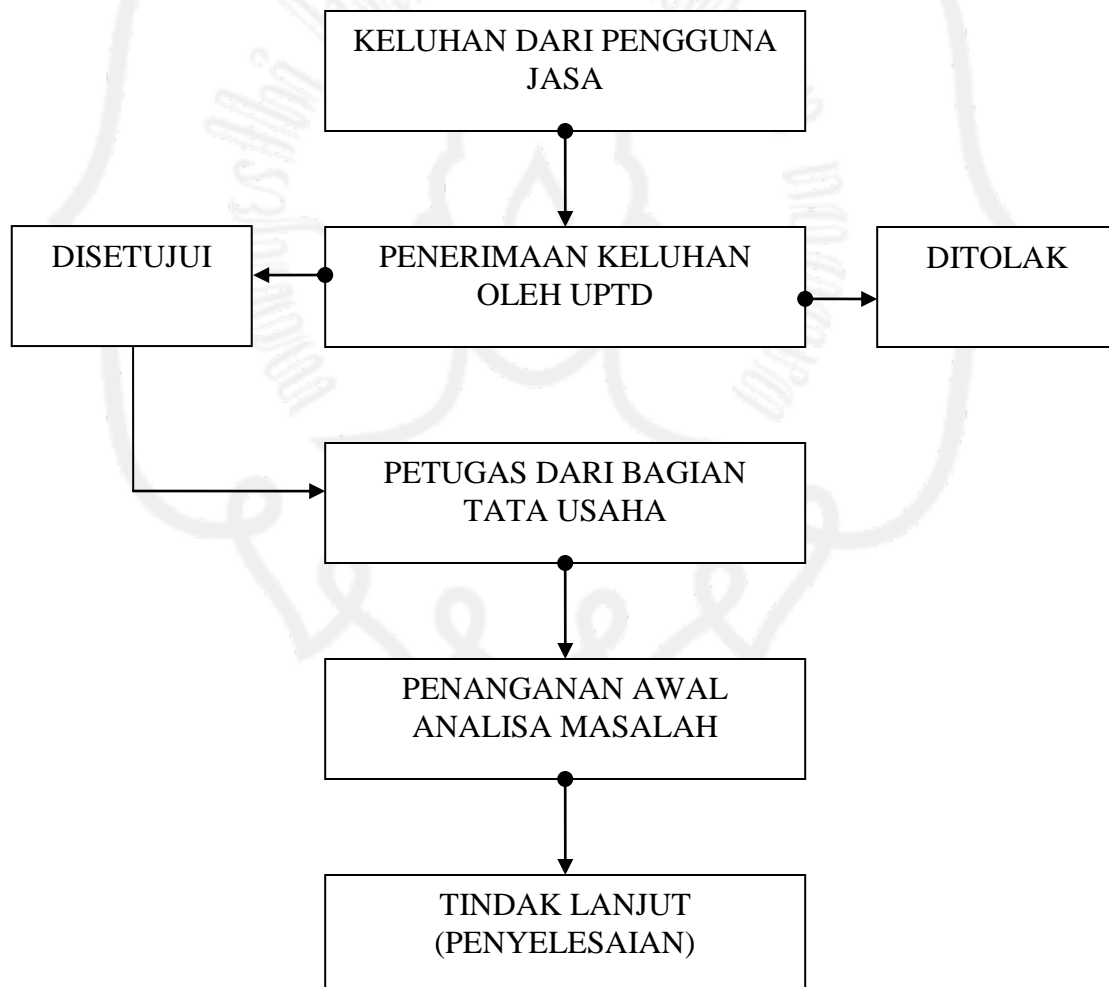 KELUHAN DARI PENGGUNA
JASA
DISETUJUI
PENERIMAAN KELUHAN
OLEH UPTD
DITOLAK
PETUGAS DARI BAGIAN
TATA USAHA
PENANGANAN AWAL
ANALISA MASALAH
TINDAK LANJUT
(PENYELESAIAN)